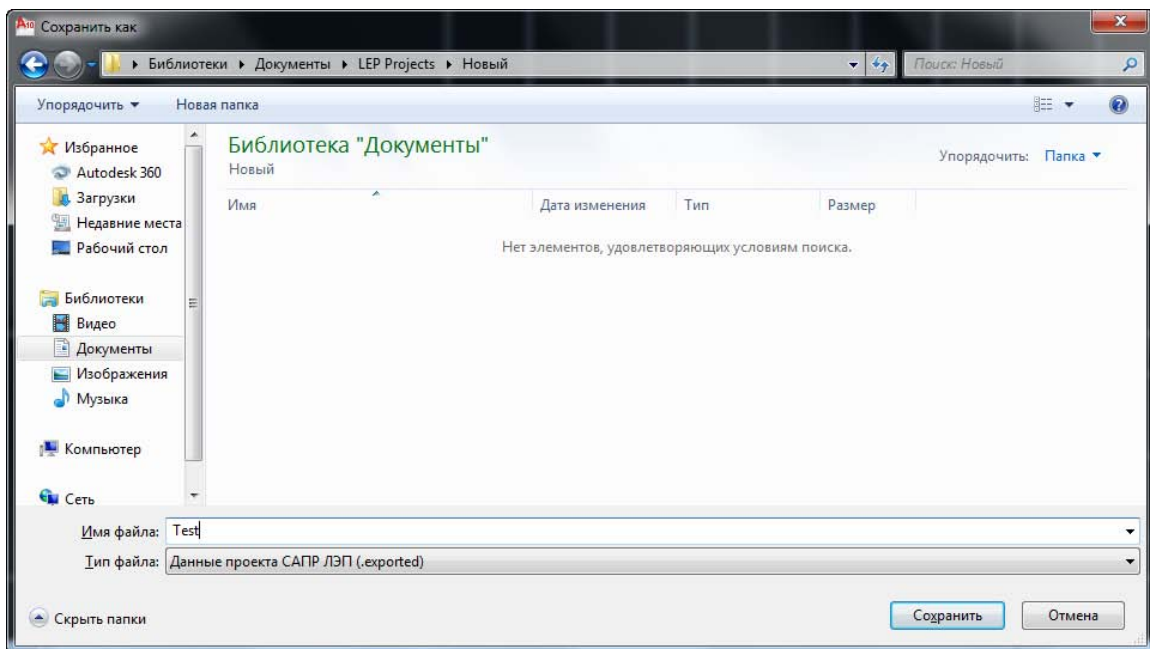 A10 Сохранить как
Библиотеки Документы LEP Projects Новый Поиск: Новый
Упорядочить Новая папка
Избранное
Autodesk 360
Загрузки
Недавние места
Рабочий стол
Библиотеки
Видео
Документы
Изображения
Музыка
Компьютер
Сеть
Библиотека "Документы"
Новый
Упорядочить: Папка
Имя Дата изменения Тип Размер
Нет элементов, удовлетворяющих условиям поиска.
Имя файла: Test
Тип файла: Данные проекта САПР ЛЭП (.exported)
Скрыть папки Сохранить Отмена